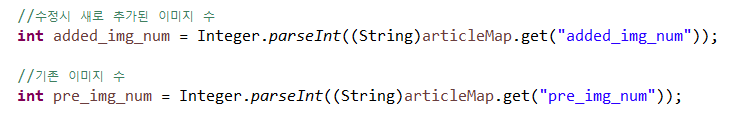 //수정시 새로 추가된 이미지 수
int added_img_num = Integer.parseInt((String)articleMap.get("added_img_num"));
//기존 이미지 수
int pre_img_num = Integer.parseInt((String)articleMap.get("pre_img_num"));